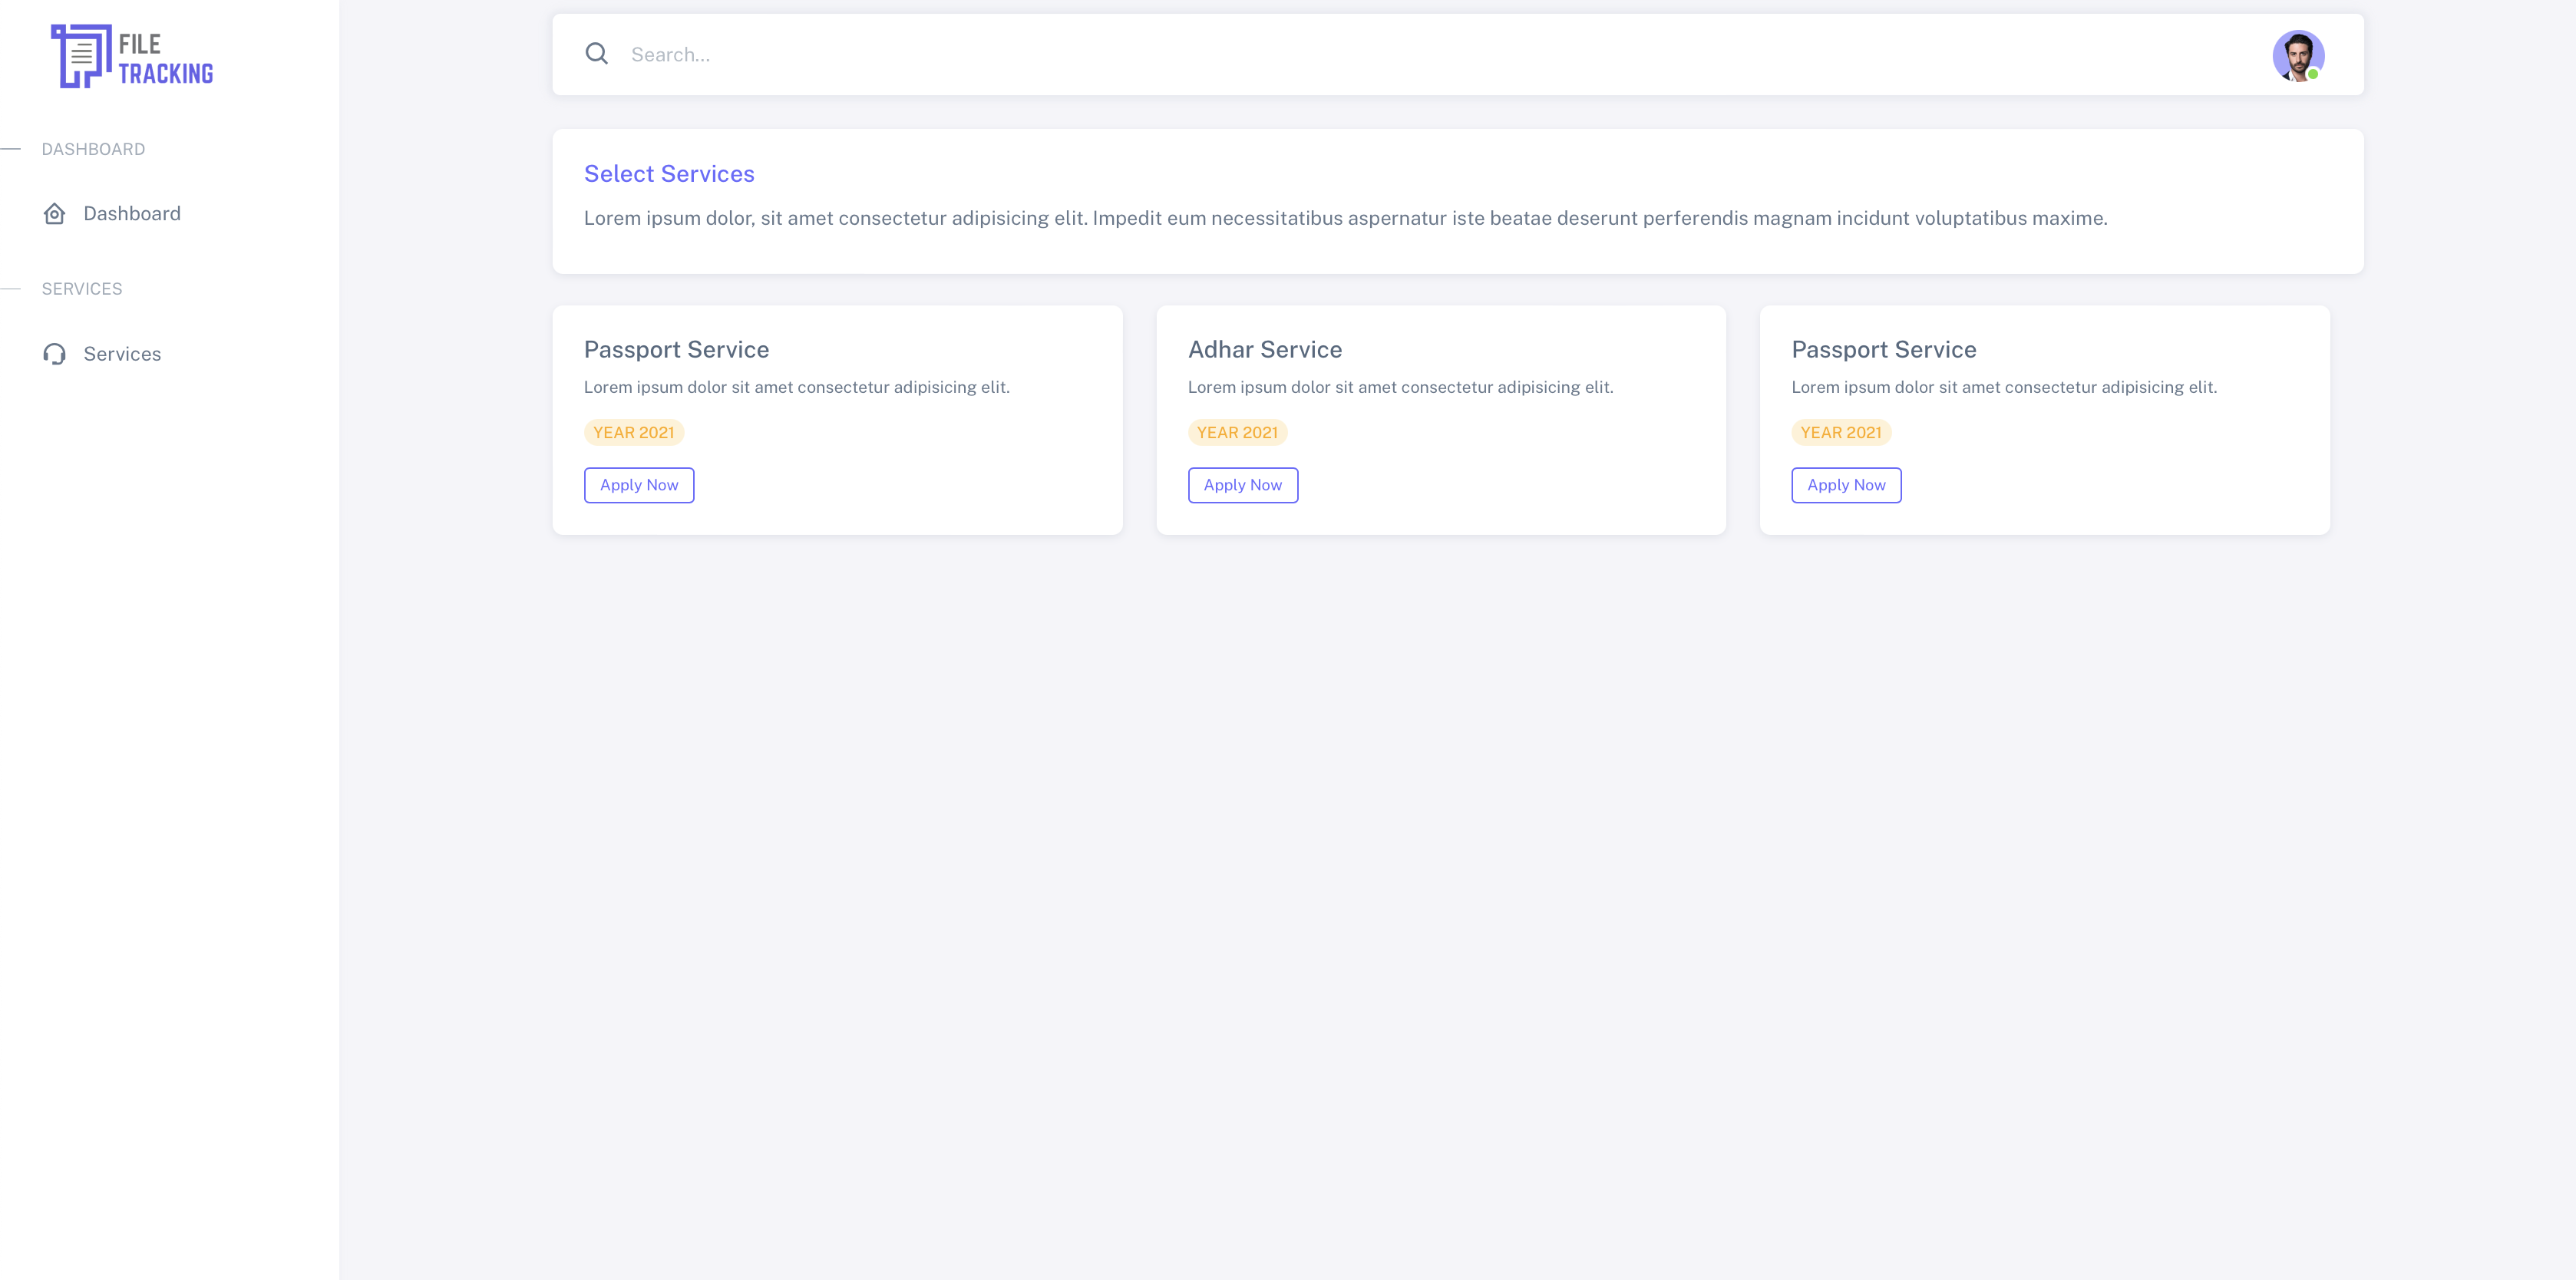 FILE
TRACKING
DASHBOARD
Dashboard
SERVICES
Services
Search...
Select Services
Lorem ipsum dolor, sit amet consectetur adipisicing elit. Impedit eum necessitatibus aspernatur iste beatae deserunt perferendis magnam incidunt voluptatibus maxime.
Passport Service
Lorem ipsum dolor sit amet consectetur adipisicing elit.
YEAR 2021
Apply Now
Adhar Service
Lorem ipsum dolor sit amet consectetur adipisicing elit.
YEAR 2021
Apply Now
Passport Service
Lorem ipsum dolor sit amet consectetur adipisicing elit.
YEAR 2021
Apply Now